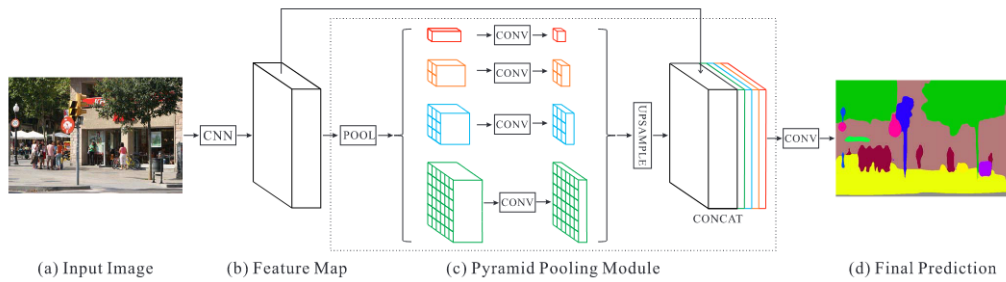 CNN
POOL
CONV
CONV
CONV
CONV
UPSAMPLE
CONCAT
CONV
(a) Input Image
(b) Feature Map
(c) Pyramid Pooling Module
(d) Final Prediction